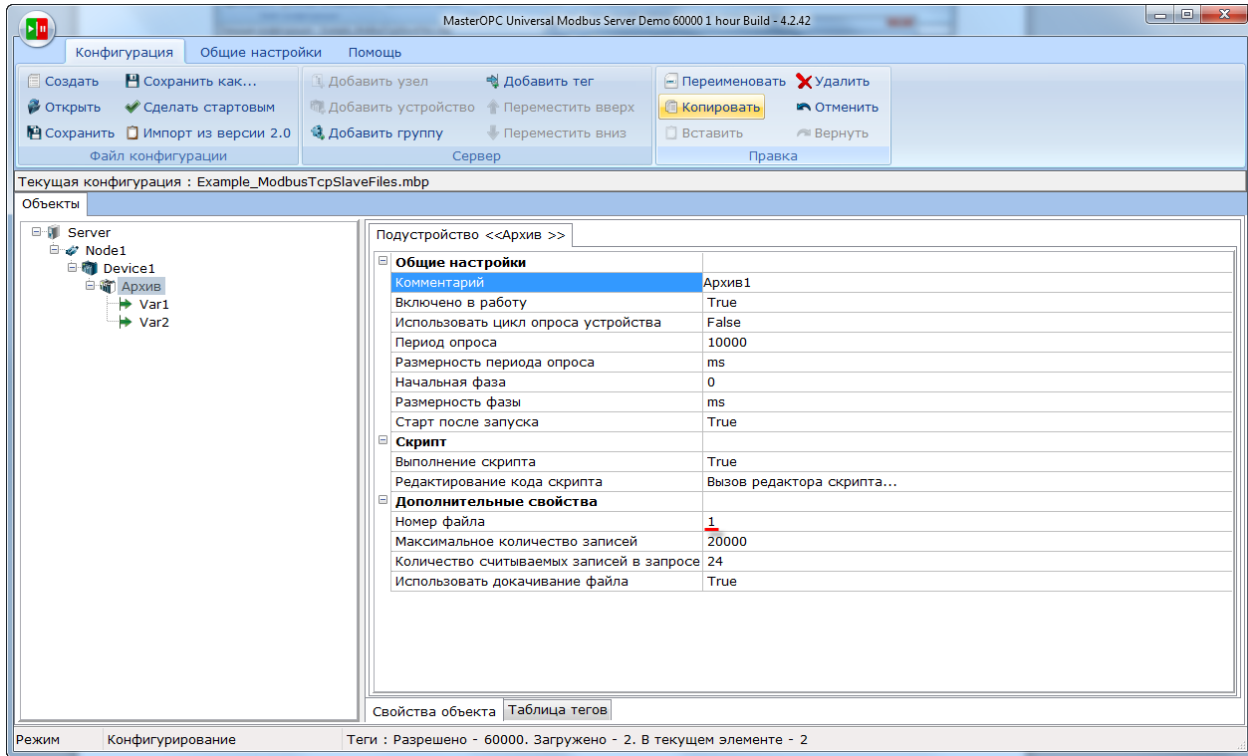 MasterOPC Universal Modbus Server Demo 60000 1 hour Build - 4.2.42
Конфигурация Общие настройки Помощь
Создать Сохранить как... Добавить узел Добавить тег Переименовать Удалить
Открыть Сделать стартовым Добавить устройство Переместить вверх Копировать Отменить
Сохранить Импорт из версии 2.0 Добавить группу Переместить вниз Вставить Вернуть
Файл конфигурации Сервер Правка
Текущая конфигурация : Example_ModbusTcpSlaveFiles.mbp
Объекты
Server
Node1
Device1
Архив
Var1
Var2
Подустройство <<Архив >>
Общие настройки
Комментарий Архив1
Включено в работу True
Использовать цикл опроса устройства False
Период опроса 10000
Размерность периода опроса ms
Начальная фаза 0
Размерность фазы ms
Старт после запуска True
Скрипт
Выполнение скрипта True
Редактирование кода скрипта Вызов редактора скрипта...
Дополнительные свойства
Номер файла 1
Максимальное количество записей 20000
Количество считываемых записей в запросе 24
Использовать докачивание файла True
Свойства объекта Таблица тегов
Режим Конфигурирование Теги : Разрешено - 60000. Загружено - 2. В текущем элементе - 2